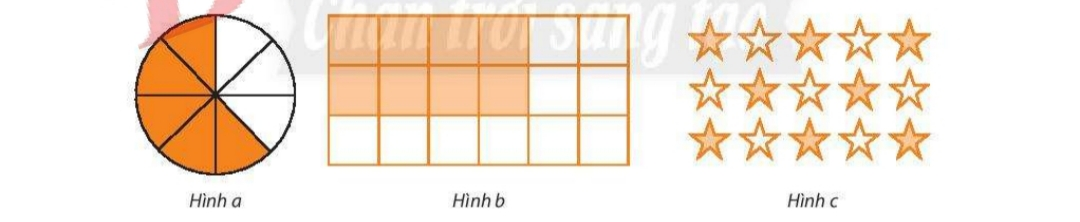 Chân trời sáng tạo
Hình a
Hình b
Hình c